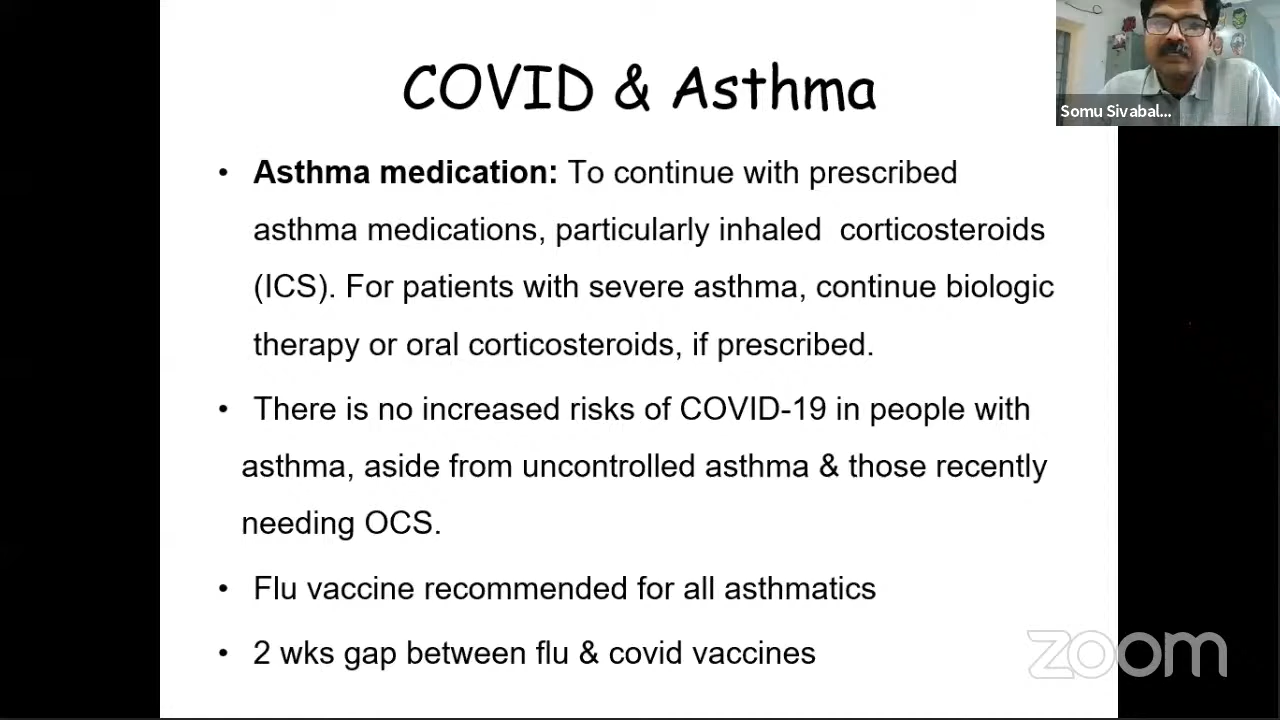 COVID & Asthma
Somu Sivabal...
• Asthma medication: To continue with prescribed
asthma medications, particularly inhaled corticosteroids
(ICS). For patients with severe asthma, continue biologic
therapy or oral corticosteroids, if prescribed.
• There is no increased risks of COVID-19 in people with
asthma, aside from uncontrolled asthma & those recently
needing OCS.
• Flu vaccine recommended for all asthmatics
• 2 wks gap between flu & covid vaccines
zoom